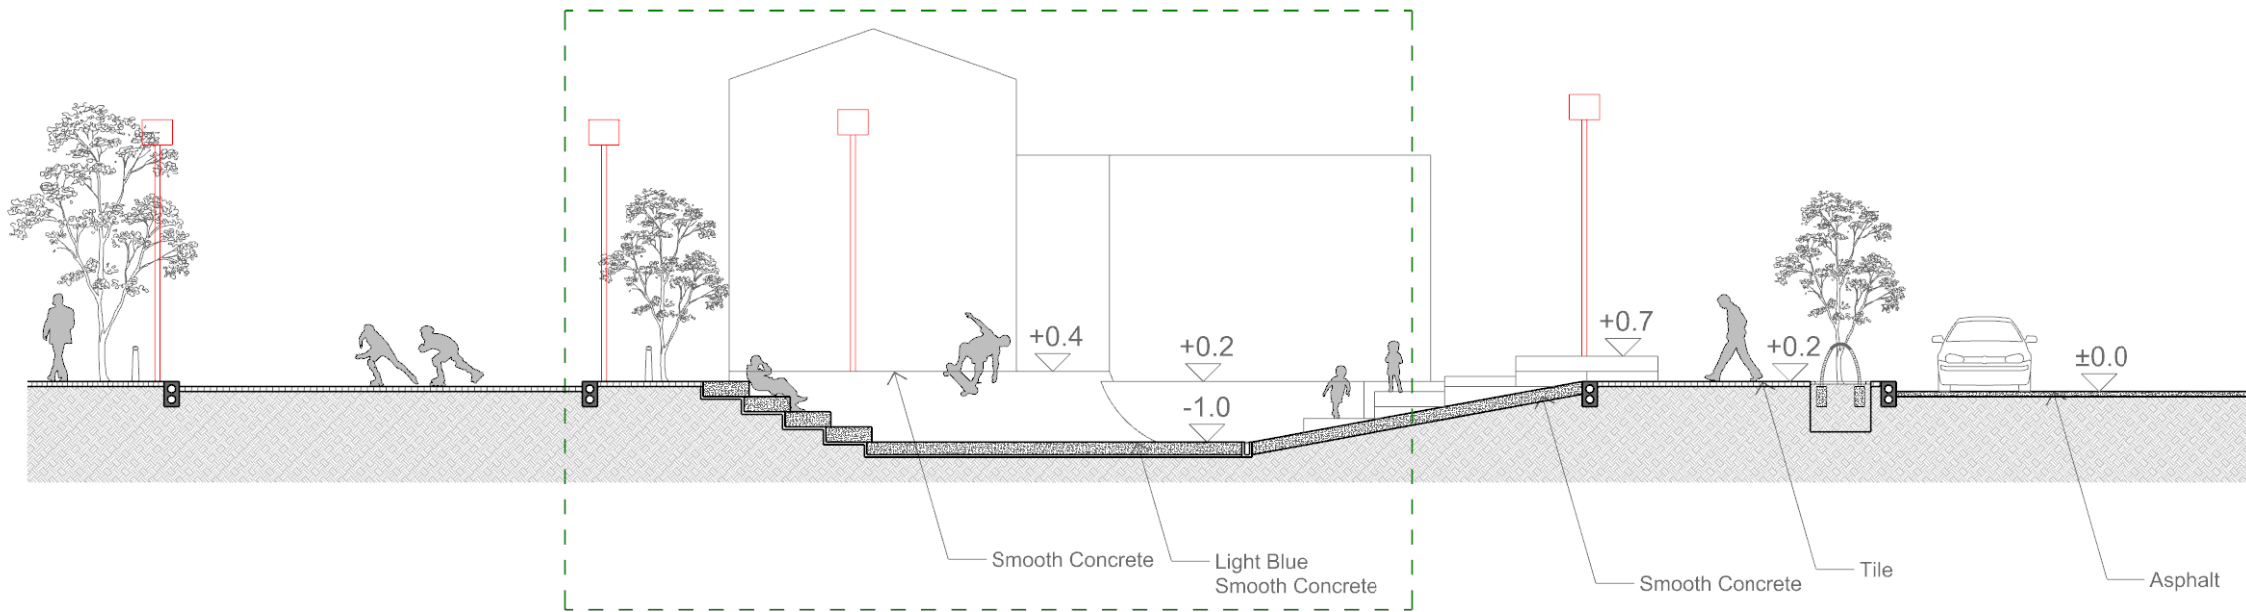 +0.4
+0.2
-1.0
+0.7
+0.2
±0.0
Smooth Concrete
Light Blue
Smooth Concrete
Smooth Concrete
Tile
Asphalt